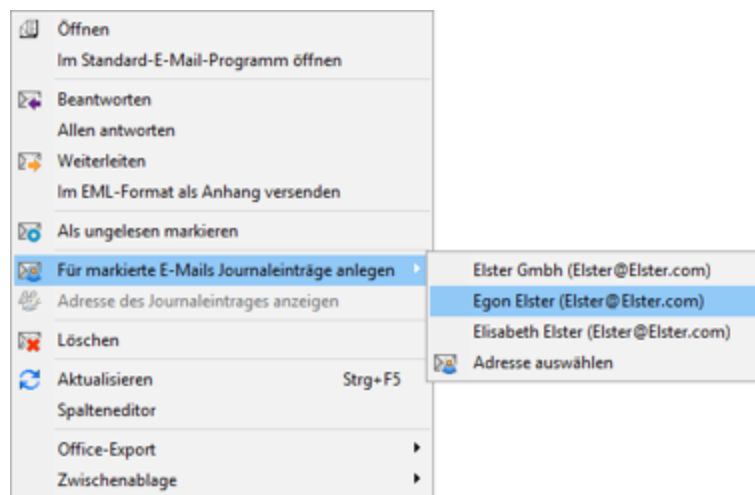 Öffnen
Im Standard-E-Mail-Programm öffnen
Beantworten
Allen antworten
Weiterleiten
Im EML-Format als Anhang versenden
Als ungelesen markieren
Für markierte E-Mails Journaleinträge anlegen
Adresse des Journaleintrages anzeigen
Löschen
Aktualisieren Strg+F5
Spalteneditor
Office-Export
Zwischenablage
Elster Gmbh (Elster@Elster.com)
Egon Elster (Elster@Elster.com)
Elisabeth Elster (Elster@Elster.com)
Adresse auswählen